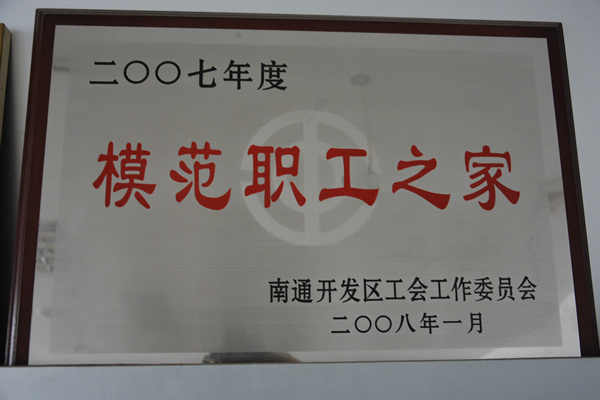 二〇〇七年度
模范职工之家
南通开发区工会工作委员会
二〇〇八年一月